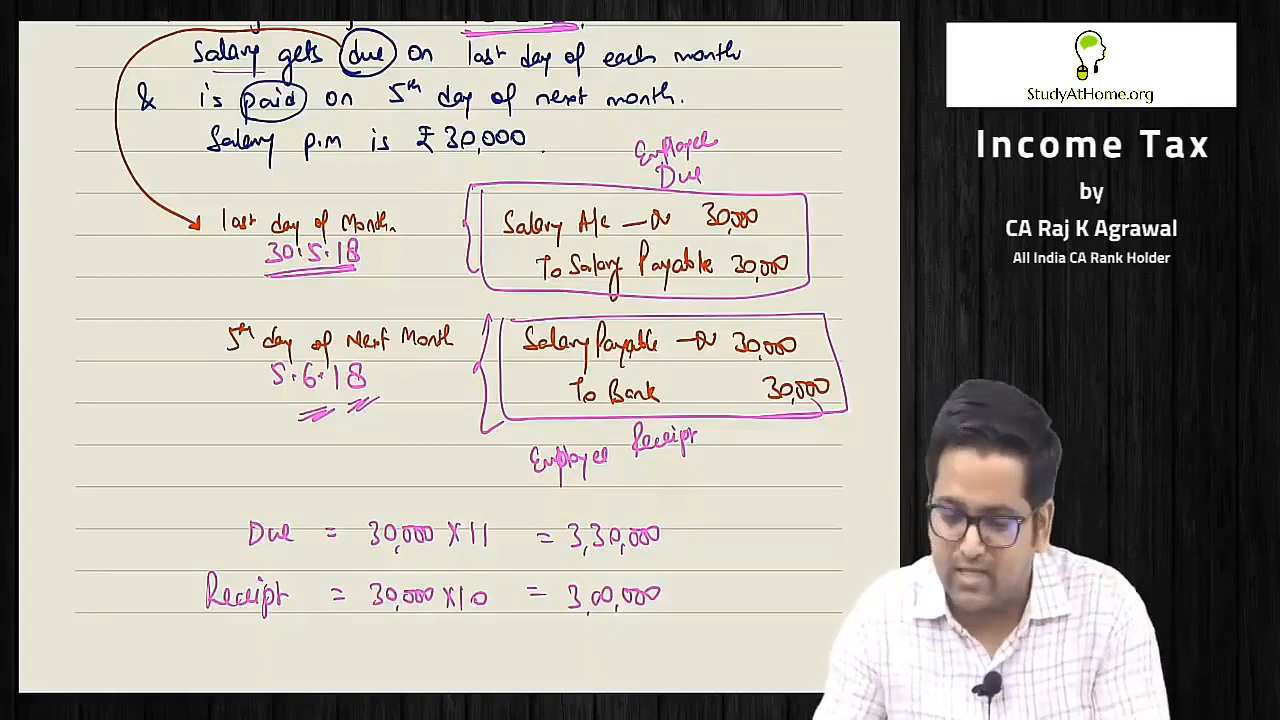 Salary gets due on last day of each month
& is paid on 5th day of next month.
Salary p.m is ₹ 30,000.
Employee
Due
last day of Month.
30.5.18
Salary A/c — Dr 30,000
To Salary Payable 30,000
5th day of Next Month
5.6.18
Salary Payable — Dr 30,000
To Bank 30,000
Employee Receipt
Due = 30,000 × 11 = 3,30,000
Receipt = 30,000 × 10 = 3,00,000
StudyAtHome.org
Income Tax
by
CA Raj K Agrawal
All India CA Rank Holder